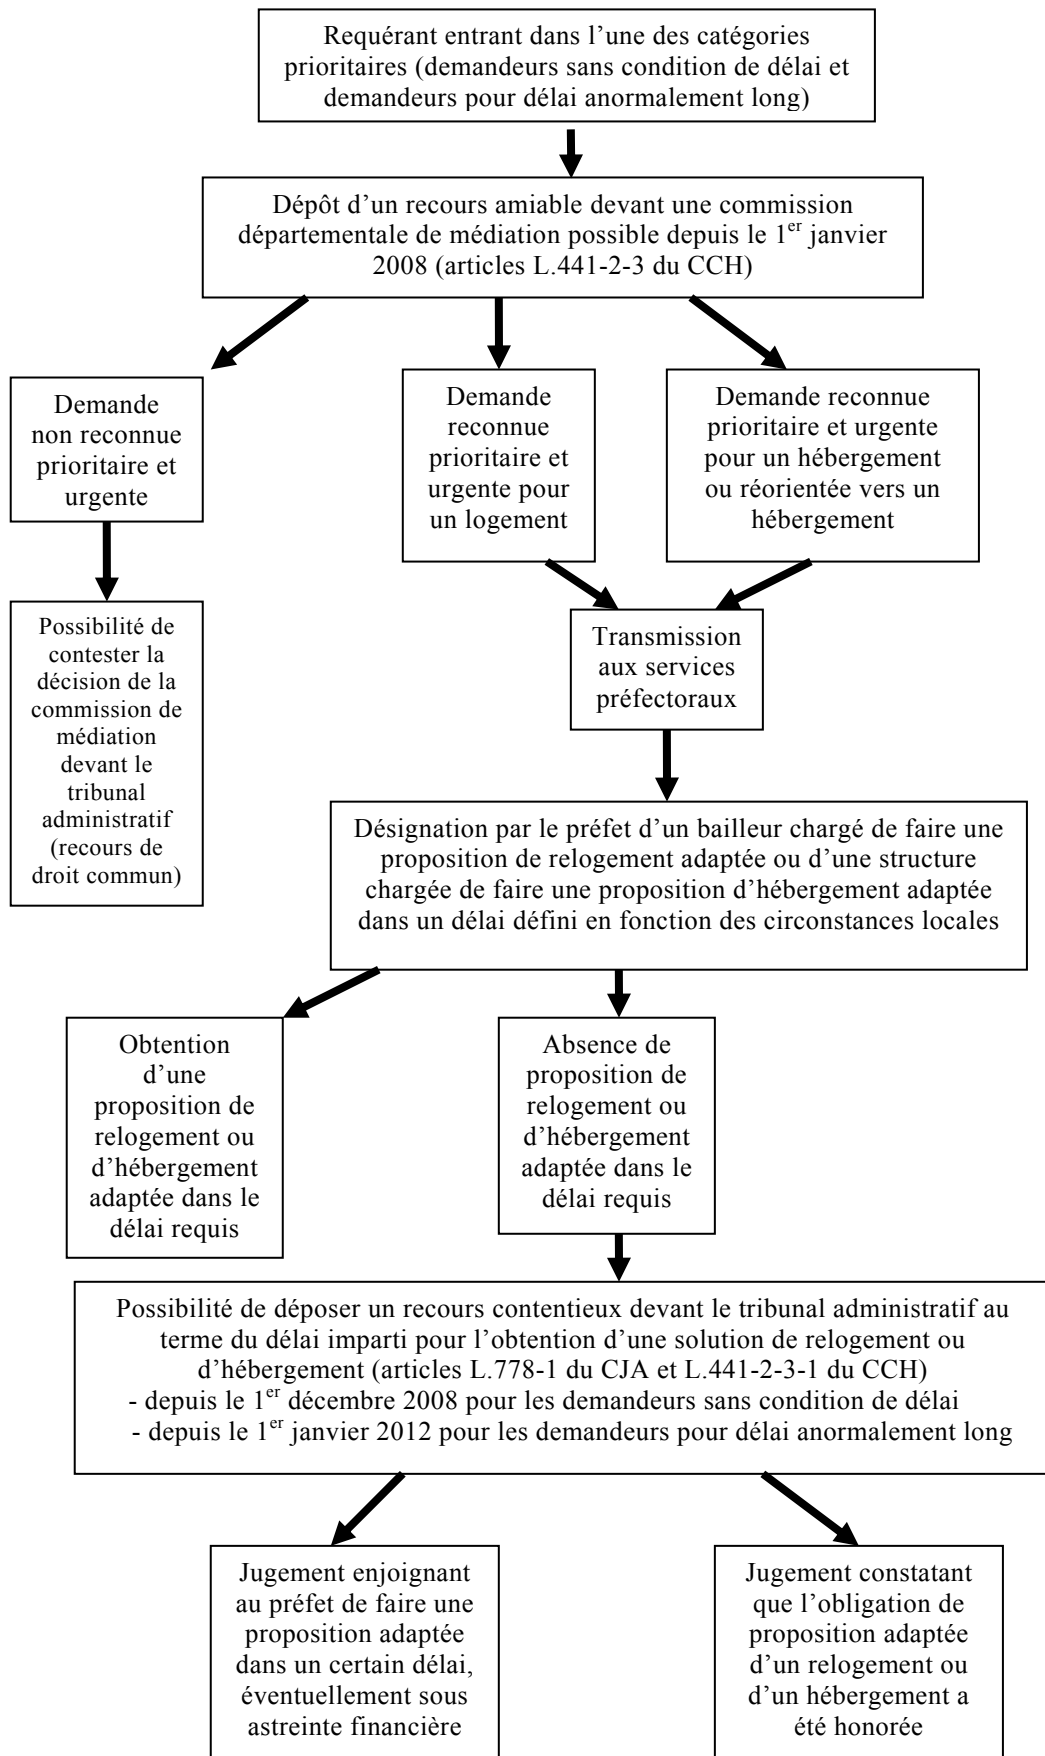 Requérant entrant dans l’une des catégories
prioritaires (demandeurs sans condition de délai et
demandeurs pour délai anormalement long)
Dépôt d’un recours amiable devant une commission
départementale de médiation possible depuis le 1er janvier
2008 (articles L.441-2-3 du CCH)
Demande
non reconnue
prioritaire et
urgente
Demande
reconnue
prioritaire et
urgente pour
un logement
Demande reconnue
prioritaire et urgente
pour un hébergement
ou réorientée vers un
hébergement
Possibilité de
contester la
décision de la
commission de
médiation
devant le
tribunal
administratif
(recours de
droit commun)
Transmission
aux services
préfectoraux
Désignation par le préfet d’un bailleur chargé de faire une
proposition de relogement adaptée ou d’une structure
chargée de faire une proposition d’hébergement adaptée
dans un délai défini en fonction des circonstances locales
Obtention
d’une
proposition de
relogement ou
d’hébergement
adaptée dans le
délai requis
Absence de
proposition de
relogement ou
d’hébergement
adaptée dans le
délai requis
Possibilité de déposer un recours contentieux devant le tribunal administratif au
terme du délai imparti pour l’obtention d’une solution de relogement ou
d’hébergement (articles L.778-1 du CJA et L.441-2-3-1 du CCH)
- depuis le 1er décembre 2008 pour les demandeurs sans condition de délai
- depuis le 1er janvier 2012 pour les demandeurs pour délai anormalement long
Jugement enjoignant
au préfet de faire une
proposition adaptée
dans un certain délai,
éventuellement sous
astreinte financière
Jugement constatant
que l’obligation de
proposition adaptée
d’un relogement ou
d’un hébergement a
été honorée